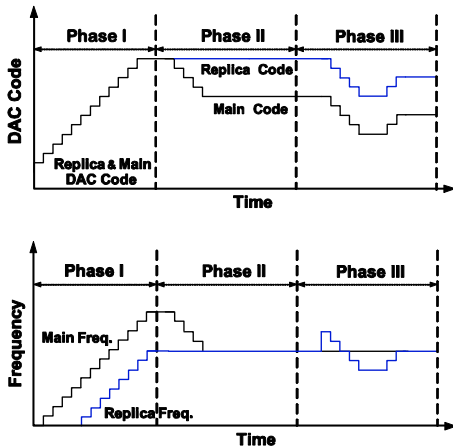 Phase I
Phase II
Phase III
Replica Code
Main Code
Replica & Main
DAC Code
DAC Code
Time
Phase I
Phase II
Phase III
Main Freq.
Replica Freq.
Frequency
Time